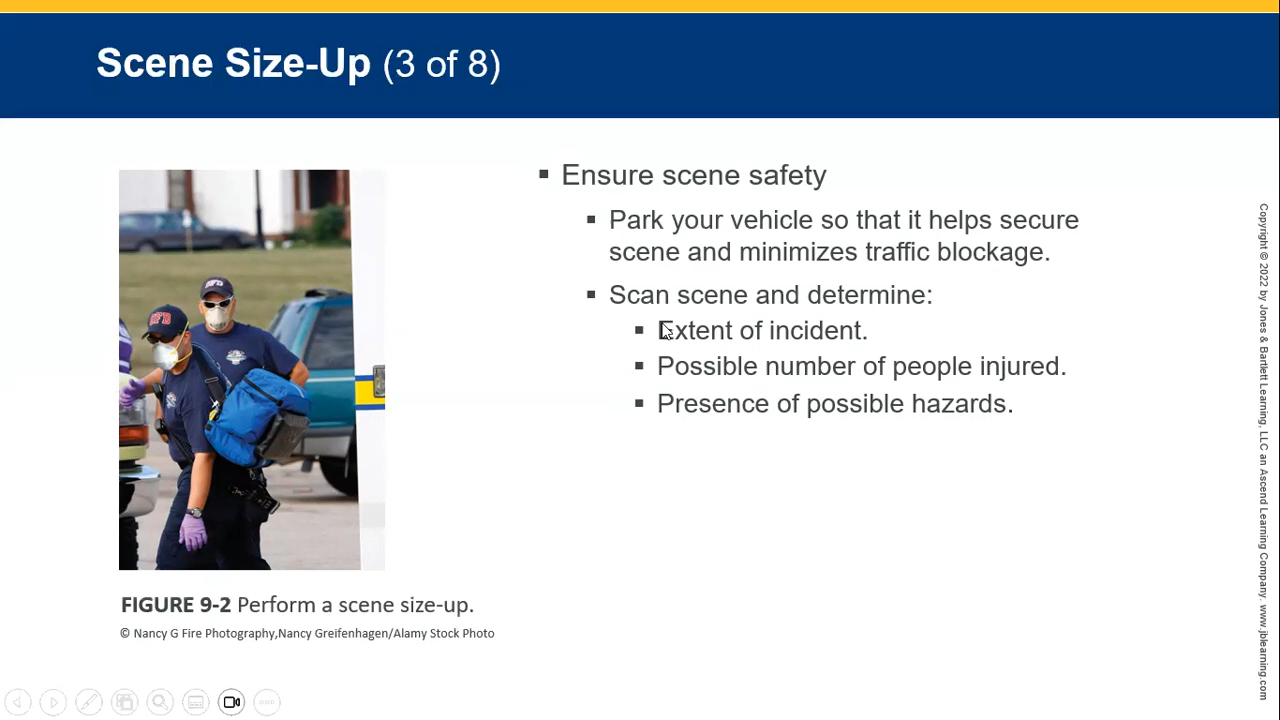 Scene Size-Up (3 of 8)
Ensure scene safety
Park your vehicle so that it helps secure
scene and minimizes traffic blockage.
Scan scene and determine:
Extent of incident.
Possible number of people injured.
Presence of possible hazards.
FIGURE 9-2 Perform a scene size-up.
© Nancy G Fire Photography,Nancy Greifenhagen/Alamy Stock Photo
Copyright © 2022 by Jones & Bartlett Learning, LLC an Ascend Learning Company. www.jblearning.com